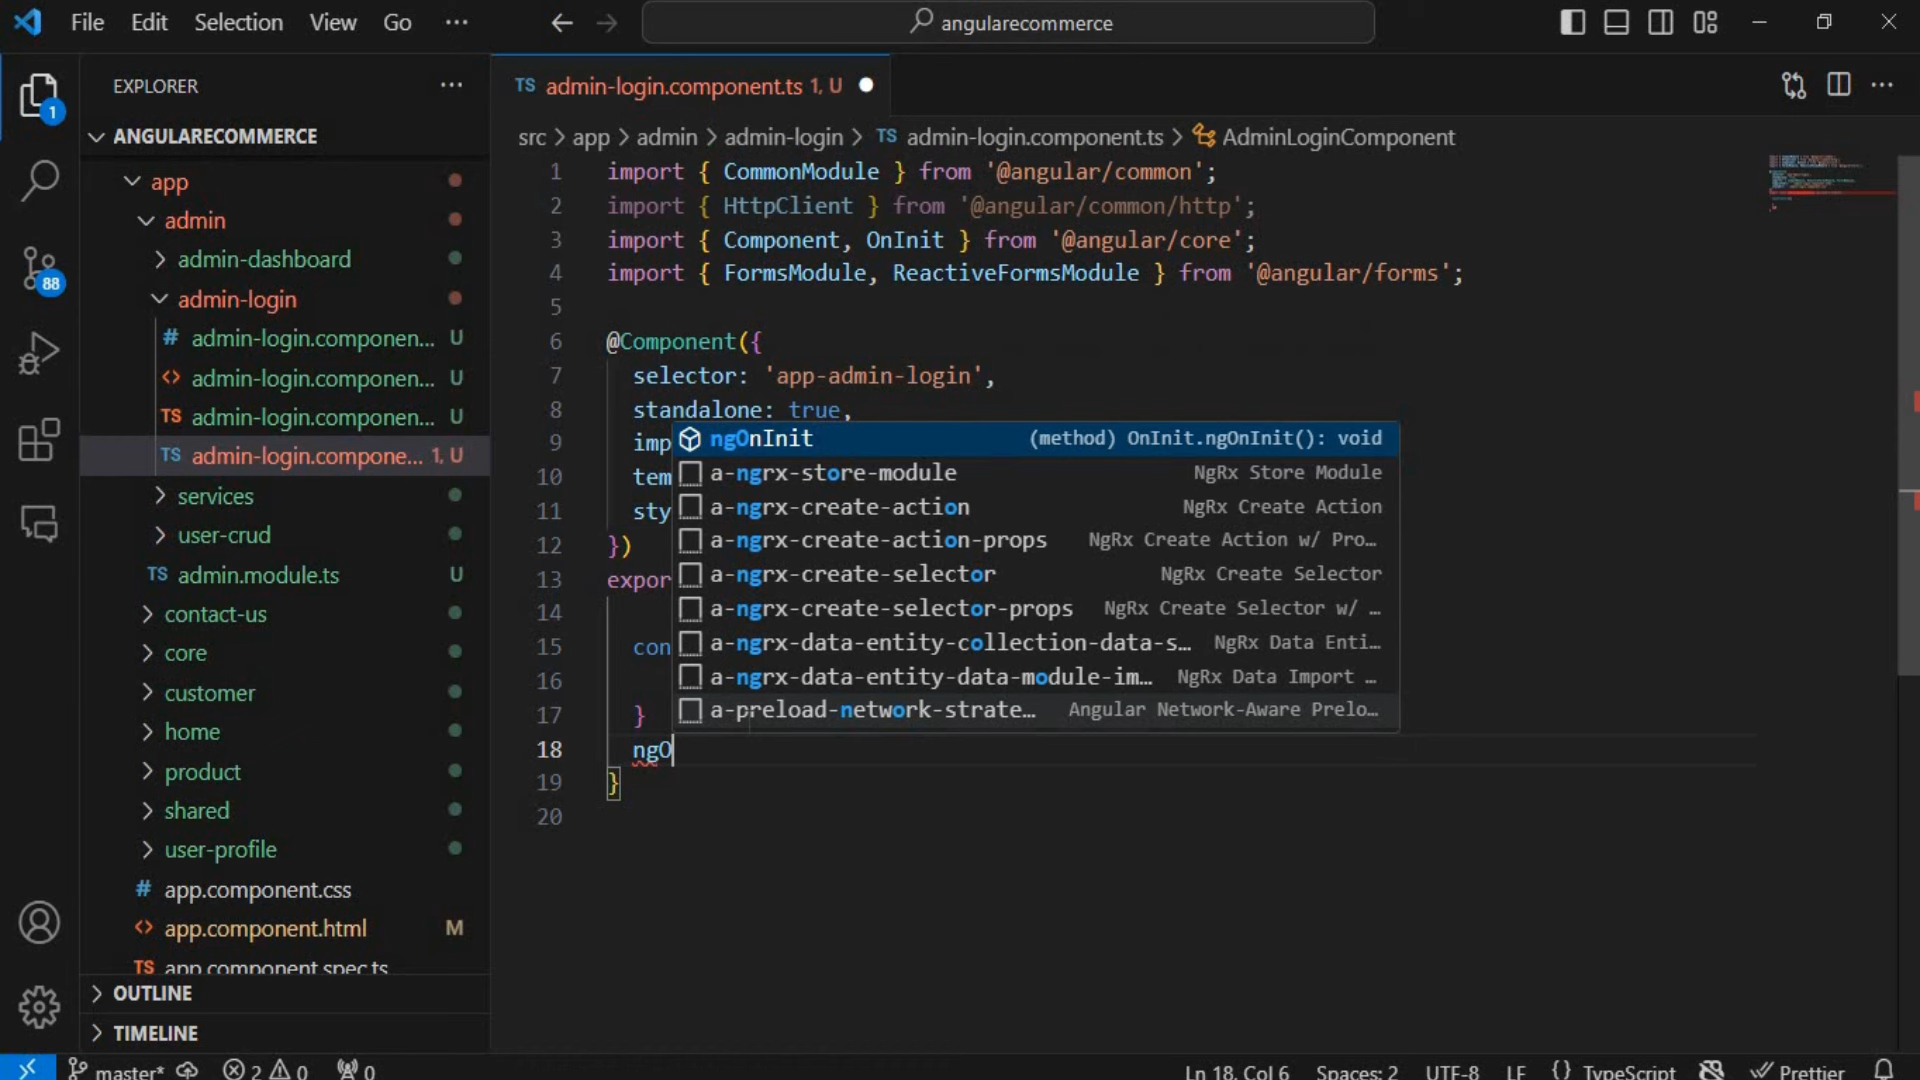 File Edit Selection View Go ··· angularecommerce
EXPLORER ···
ANGULARECOMMERCE
app
admin
admin-dashboard
admin-login
# admin-login.componen... U
<> admin-login.componen... U
TS admin-login.componen... U
TS admin-login.compone... 1, U
services
user-crud
TS admin.module.ts U
contact-us
core
customer
home
product
shared
user-profile
# app.component.css
<> app.component.html M
TS app.component.spec.ts
OUTLINE
TIMELINE
1
88
TS admin-login.component.ts 1, U
src > app > admin > admin-login > TS admin-login.component.ts > AdminLoginComponent
1 import { CommonModule } from '@angular/common';
2 import { HttpClient } from '@angular/common/http';
3 import { Component, OnInit } from '@angular/core';
4 import { FormsModule, ReactiveFormsModule } from '@angular/forms';
5
6 @Component({
7 selector: 'app-admin-login',
8 standalone: true,
9 imp
10 tem
11 sty
12 })
13 expor
14
15 con
16
17 }
18 ngO
19 }
20
ngOnInit (method) OnInit.ngOnInit(): void
a-ngrx-store-module NgRx Store Module
a-ngrx-create-action NgRx Create Action
a-ngrx-create-action-props NgRx Create Action w/ Pro...
a-ngrx-create-selector NgRx Create Selector
a-ngrx-create-selector-props NgRx Create Selector w/ …
a-ngrx-data-entity-collection-data-s... NgRx Data Enti...
a-ngrx-data-entity-data-module-im... NgRx Data Import …
a-preload-network-strate... Angular Network-Aware Prelo...
master* 2 0 0 Ln 18, Col 6 Spaces: 2 UTF-8 LF {} TypeScript Prettier